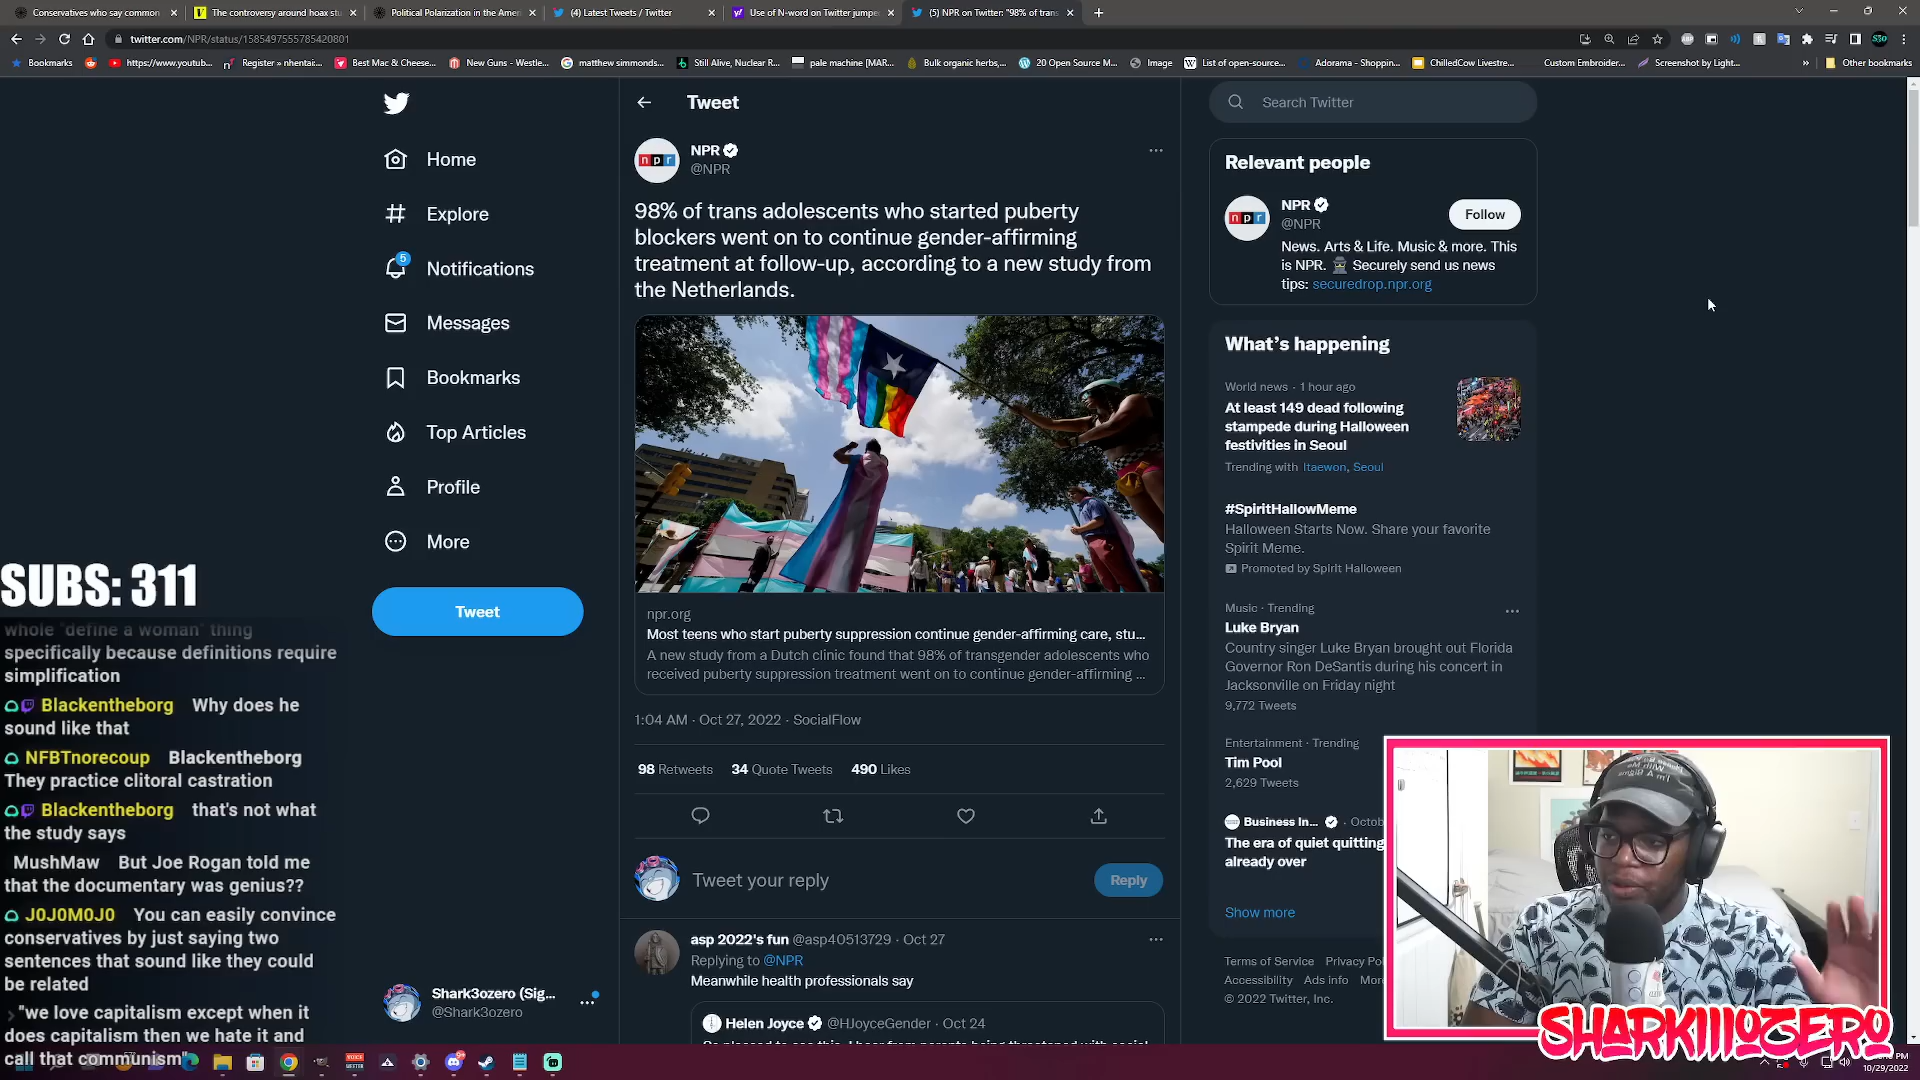 Conservatives who say common
The controversy around hoax stu
Political Polarization in the Amer
(4) Latest Tweets / Twitter
Use of N-word on Twitter jumpe
(5) NPR on Twitter: "98% of trans
twitter.com/NPR/status/1585497555785420801
Bookmarks
https://www.youtub...
Register » nhentai...
Best Mac & Cheese...
New Guns - Westle...
matthew simmonds...
Still Alive, Nuclear R...
pale machine [MAR...
Bulk organic herbs,...
20 Open Source M...
Image
List of open-source...
Adorama - Shoppin...
ChilledCow Livestre...
Custom Embroider...
Screenshot by Light...
Other bookmarks
Home
Explore
5
Notifications
Messages
Bookmarks
Top Articles
Profile
More
Tweet
Shark3ozero (Sig...
@Shark3ozero
Tweet
npr
NPR
@NPR
98% of trans adolescents who started puberty
blockers went on to continue gender-affirming
treatment at follow-up, according to a new study from
the Netherlands.
npr.org
Most teens who start puberty suppression continue gender-affirming care, stu...
A new study from a Dutch clinic found that 98% of transgender adolescents who
received puberty suppression treatment went on to continue gender-affirming ...
1:04 AM · Oct 27, 2022 · SocialFlow
98 Retweets 34 Quote Tweets 490 Likes
Tweet your reply
Reply
asp 2022's fun @asp40513729 · Oct 27
Replying to @NPR
Meanwhile health professionals say
Helen Joyce @HJoyceGender · Oct 24
Search Twitter
Relevant people
npr
NPR
@NPR
Follow
News. Arts & Life. Music & more. This
is NPR. Securely send us news
tips: securedrop.npr.org
What's happening
World news · 1 hour ago
At least 149 dead following
stampede during Halloween
festivities in Seoul
Trending with Itaewon, Seoul
#SpiritHallowMeme
Halloween Starts Now. Share your favorite
Spirit Meme.
Promoted by Spirit Halloween
Music · Trending
Luke Bryan
Country singer Luke Bryan brought out Florida
Governor Ron DeSantis during his concert in
Jacksonville on Friday night
9,772 Tweets
Entertainment · Trending
Tim Pool
2,629 Tweets
Business In... · Octob
The era of quiet quitting
already over
Show more
Terms of Service Privacy Pol
Accessibility Ads info Mor
© 2022 Twitter, Inc.
SUBS: 311
whole "define a woman" thing
specifically because definitions require
simplification
Blackentheborg Why does he
sound like that
NFBTnorecoup Blackentheborg
They practice clitoral castration
Blackentheborg that's not what
the study says
MushMaw But Joe Rogan told me
that the documentary was genius??
J0J0M0J0 You can easily convince
conservatives by just saying two
sentences that sound like they could
be related
"we love capitalism except when it
does capitalism then we hate it and
call that communism"
SHARKIIIOZERO
10/29/2022